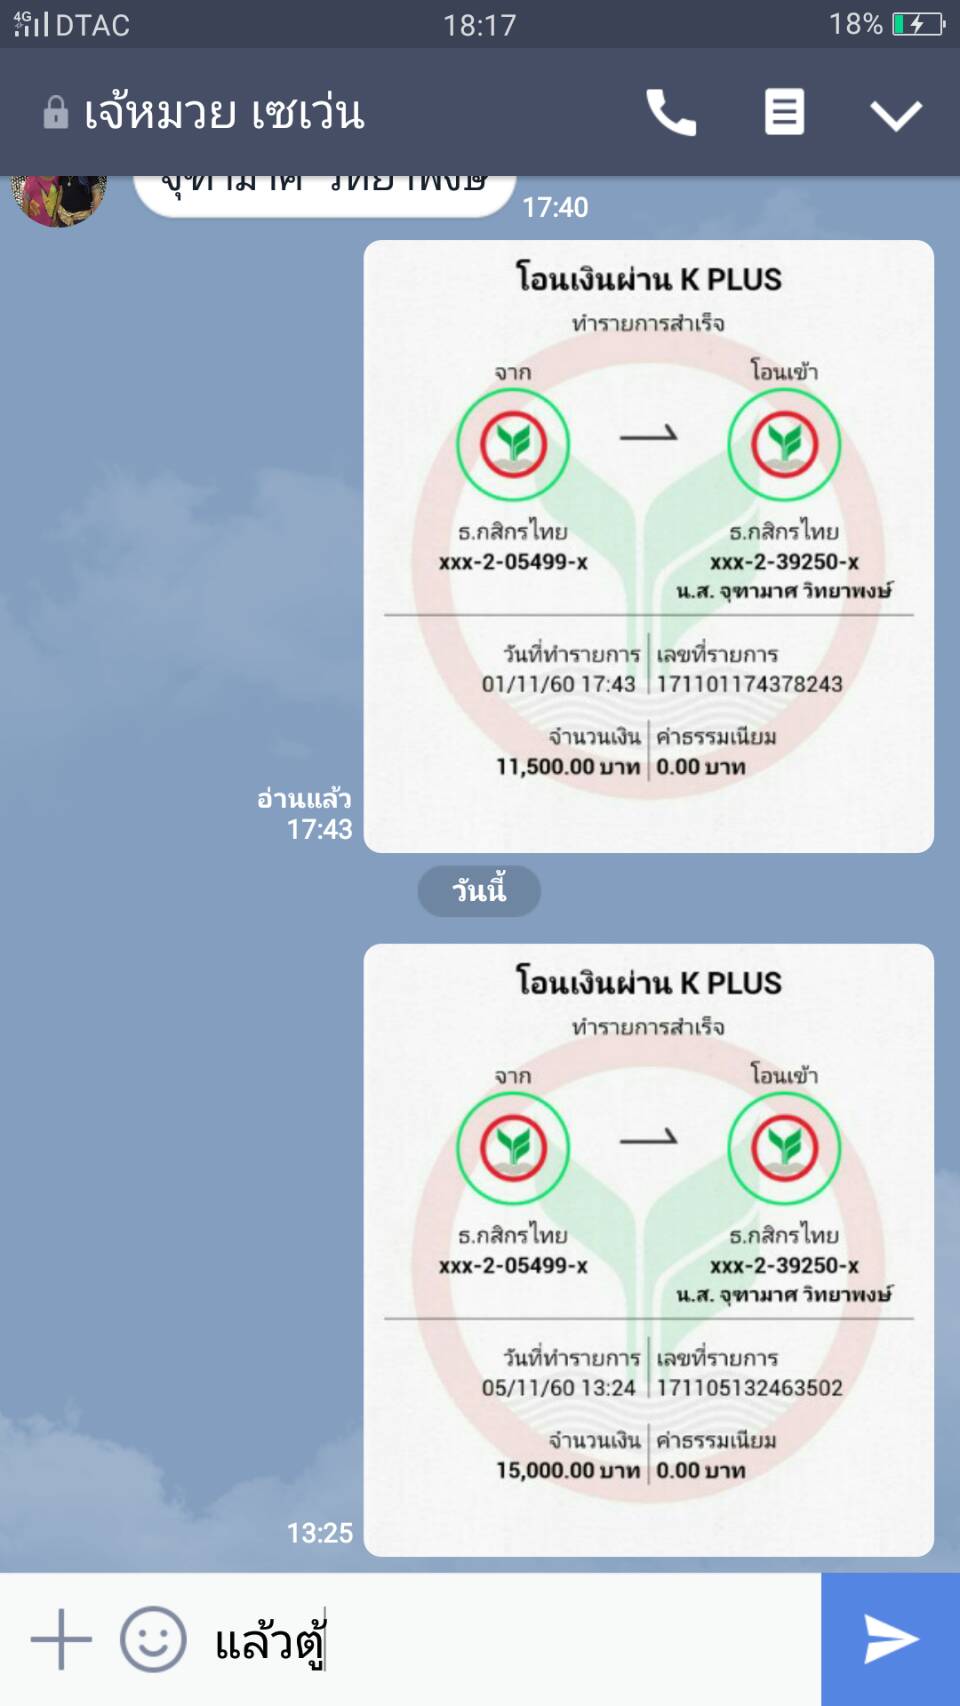 4G DTAC 18:17 18%
เจ้หมวย เซเว่น
จุฑามาศ วิทยาพงษ์
17:40
โอนเงินผ่าน K PLUS
ทำรายการสำเร็จ
จาก โอนเข้า
ธ.กสิกรไทย ธ.กสิกรไทย
xxx-2-05499-x xxx-2-39250-x
น.ส. จุฑามาศ วิทยาพงษ์
วันที่ทำรายการ เลขที่รายการ
01/11/60 17:43 171101174378243
จำนวนเงิน ค่าธรรมเนียม
11,500.00 บาท 0.00 บาท
อ่านแล้ว
17:43
วันนี้
โอนเงินผ่าน K PLUS
ทำรายการสำเร็จ
จาก โอนเข้า
ธ.กสิกรไทย ธ.กสิกรไทย
xxx-2-05499-x xxx-2-39250-x
น.ส. จุฑามาศ วิทยาพงษ์
วันที่ทำรายการ เลขที่รายการ
05/11/60 13:24 171105132463502
จำนวนเงิน ค่าธรรมเนียม
15,000.00 บาท 0.00 บาท
13:25
แล้วตู้